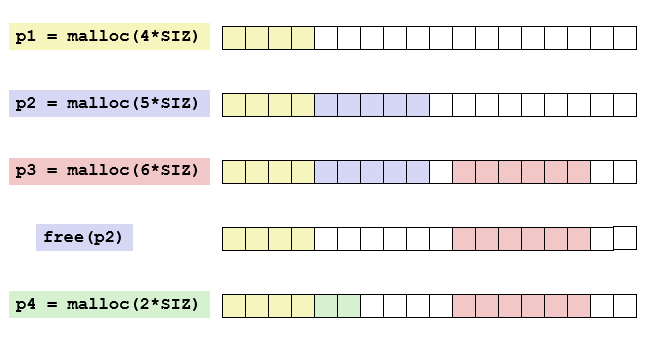 p1 = malloc(4*SIZ)
p2 = malloc(5*SIZ)
p3 = malloc(6*SIZ)
free(p2)
p4 = malloc(2*SIZ)